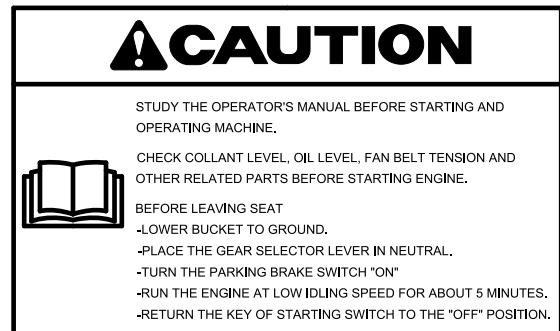 CAUTION
STUDY THE OPERATOR'S MANUAL BEFORE STARTING AND
OPERATING MACHINE.
CHECK COLLANT LEVEL, OIL LEVEL, FAN BELT TENSION AND
OTHER RELATED PARTS BEFORE STARTING ENGINE.
BEFORE LEAVING SEAT
-LOWER BUCKET TO GROUND.
-PLACE THE GEAR SELECTOR LEVER IN NEUTRAL.
-TURN THE PARKING BRAKE SWITCH "ON"
-RUN THE ENGINE AT LOW IDLING SPEED FOR ABOUT 5 MINUTES.
-RETURN THE KEY OF STARTING SWITCH TO THE "OFF" POSITION.